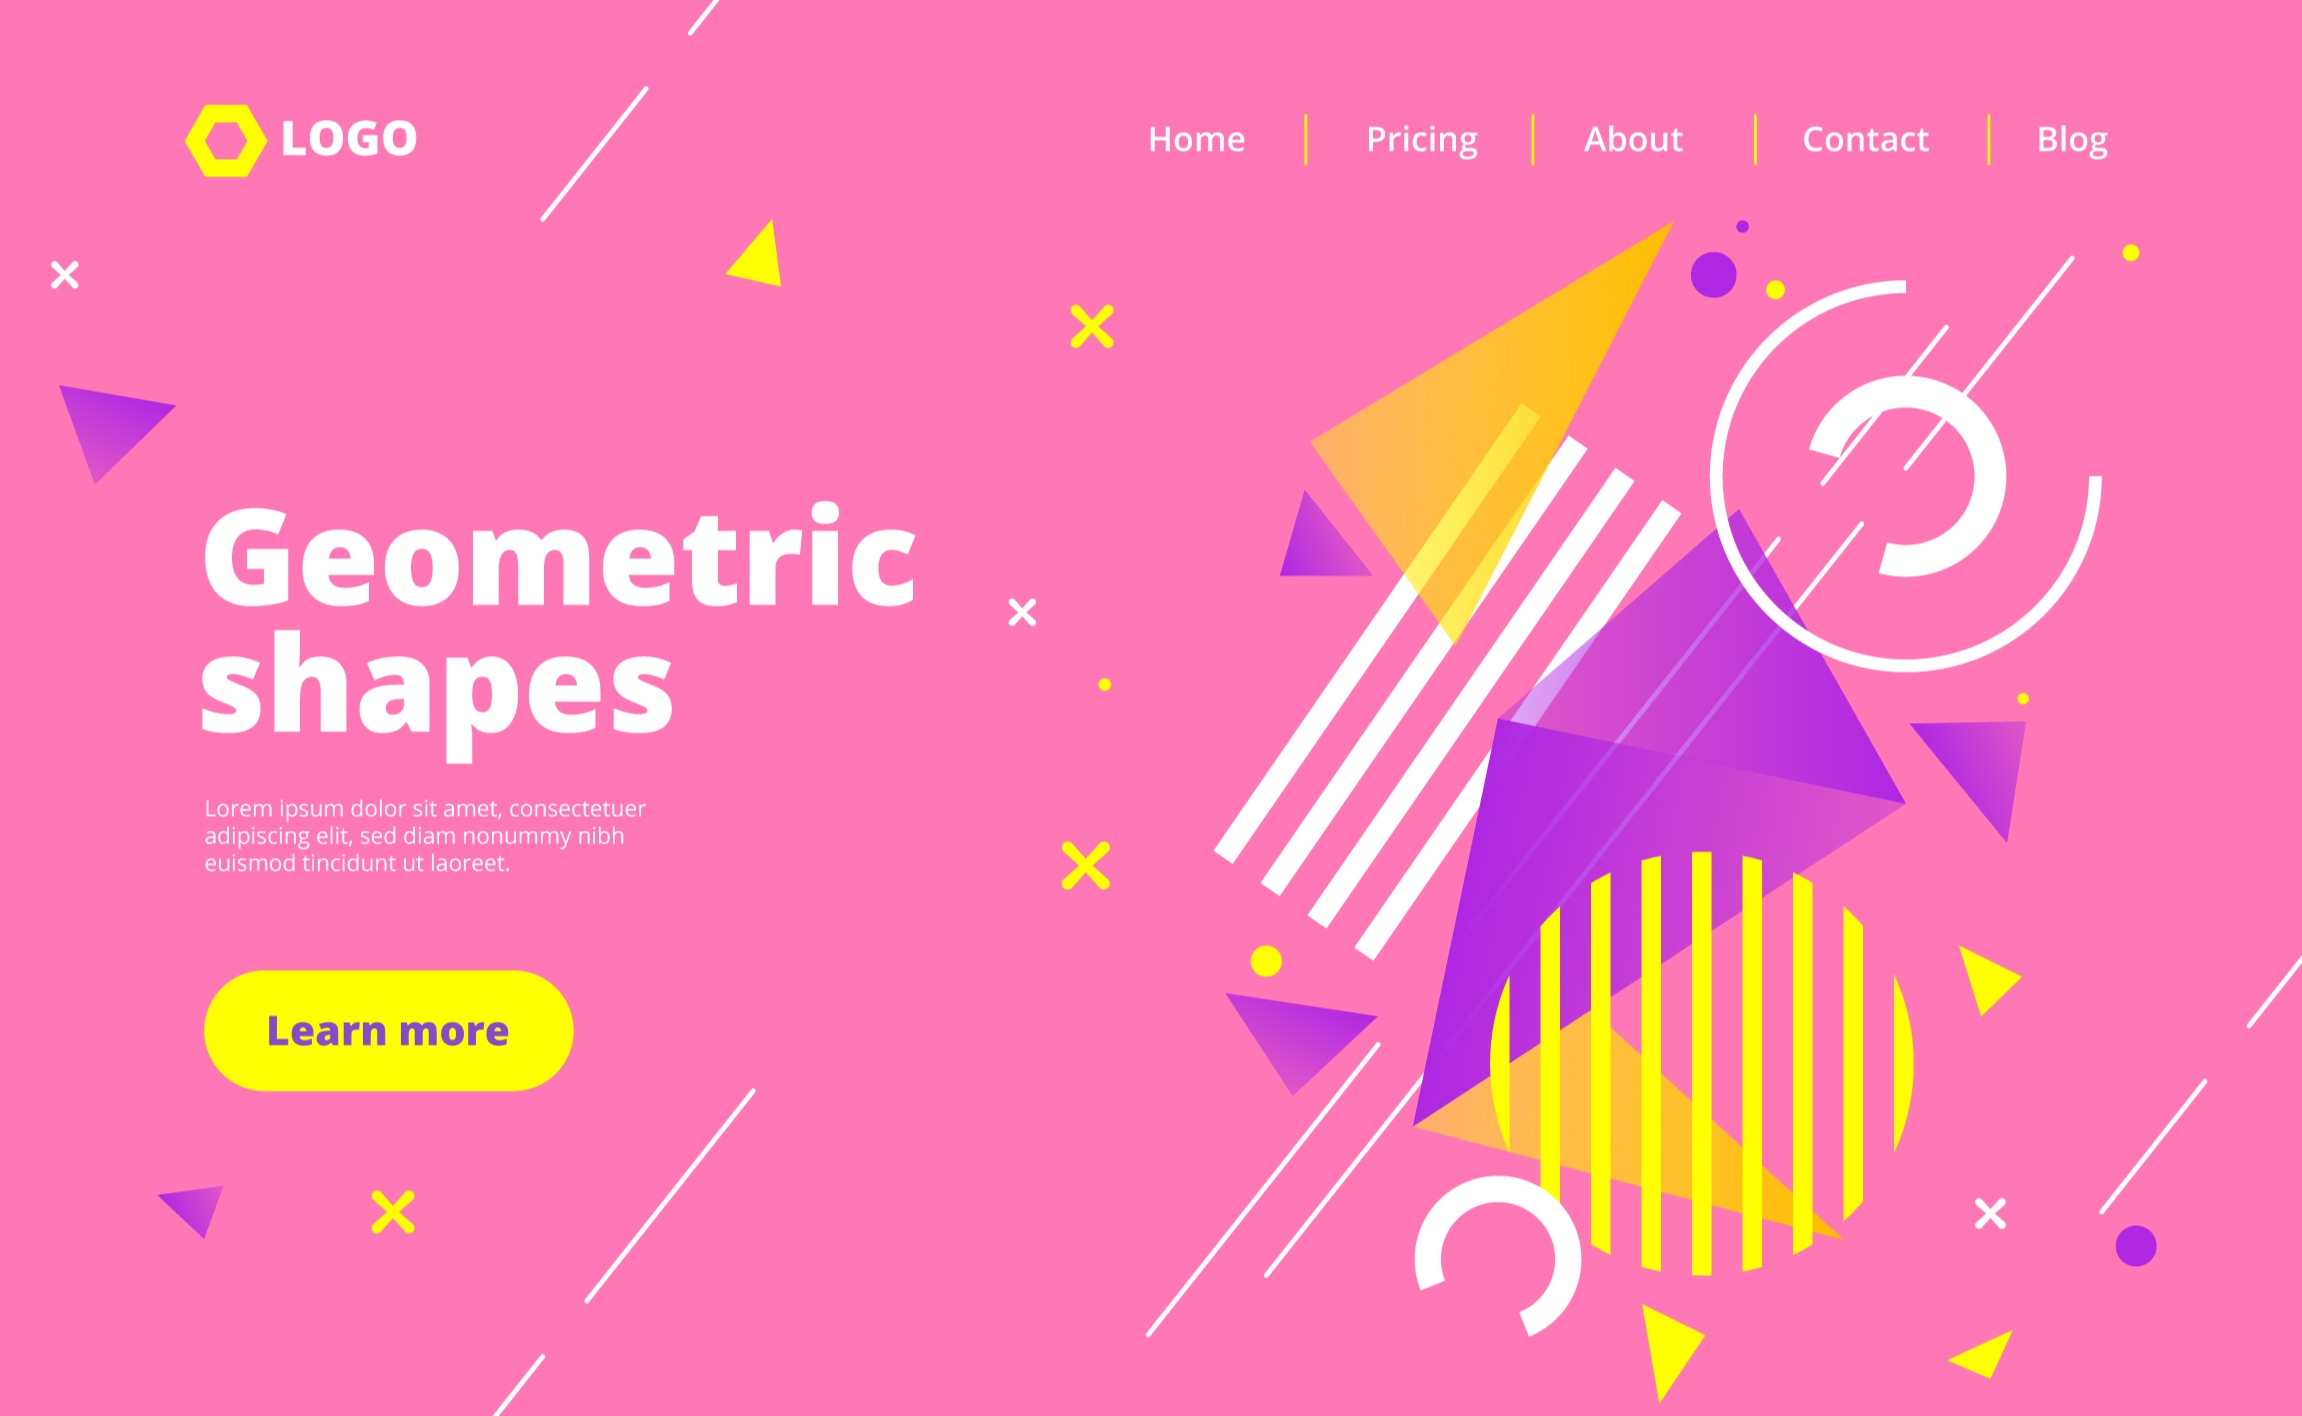 LOGO
Home Pricing About Contact Blog
Geometric
shapes
Lorem ipsum dolor sit amet, consectetuer
adipiscing elit, sed diam nonummy nibh
euismod tincidunt ut laoreet.
Learn more